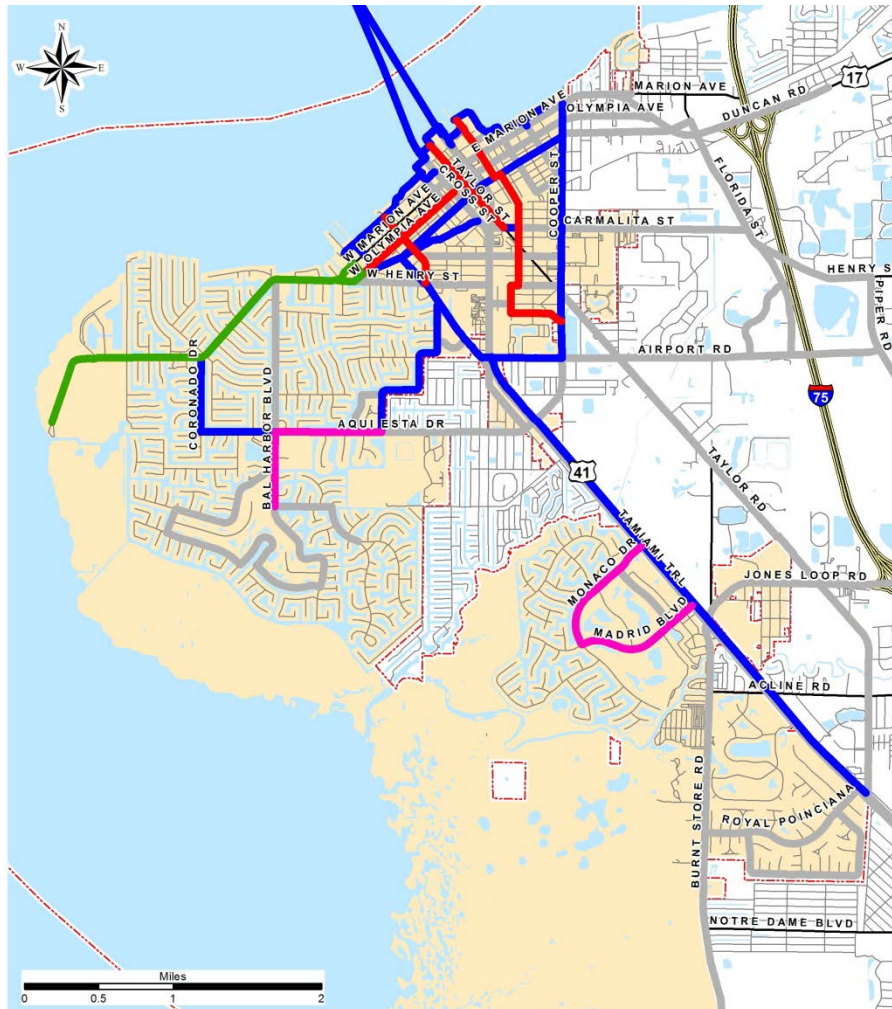 N
W E
S
MARION AVE
17
OLYMPIA AVE
DUNCAN RD
E MARION AVE
TAYLOR ST
CROSS ST
COOPER ST
FLORIDA ST
CARMALITA ST
W MARION AVE
W OLYMPIA AVE
W HENRY ST
HENRY S
PIPER RD
AIRPORT RD
CORONADO DR
BAL HARBOR BLVD
75
AQUI ESTA DR
41
TAYLOR RD
TAMIAMI TRL
MONACO DR
JONES LOOP RD
MADRID BLVD
ACLINE RD
BURNT STORE RD
ROYAL POINCIANA
NOTRE DAME BLVD
Miles
0 0.5 1 2